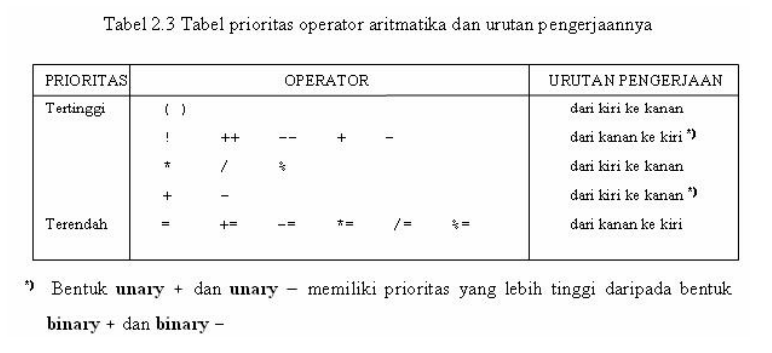 Tabel 2.3 Tabel prioritas operator aritmatika dan urutan pengerjaannya
PRIORITAS OPERATOR URUTAN PENGERJAAN
Tertinggi ( ) dari kiri ke kanan
! ++ -- + - dari kanan ke kiri *)
* / % dari kiri ke kanan
+ - dari kiri ke kanan *)
Terendah = += -= *= /= %= dari kanan ke kiri
*) Bentuk unary + dan unary – memiliki prioritas yang lebih tinggi daripada bentuk
binary + dan binary –